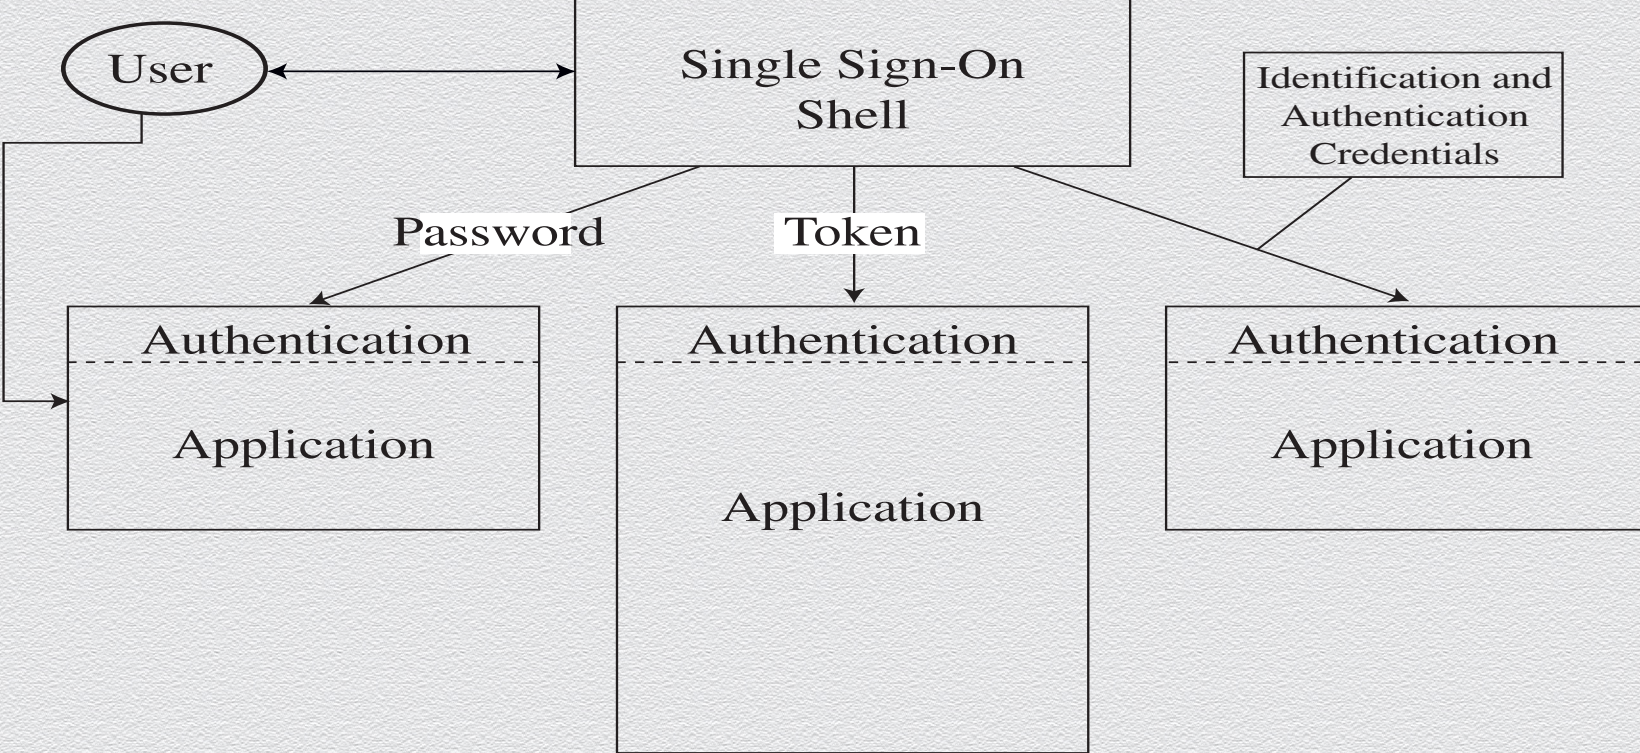 User
Single Sign-On
Shell
Identification and
Authentication
Credentials
Password
Token
Authentication
Authentication
Authentication
Application
Application
Application